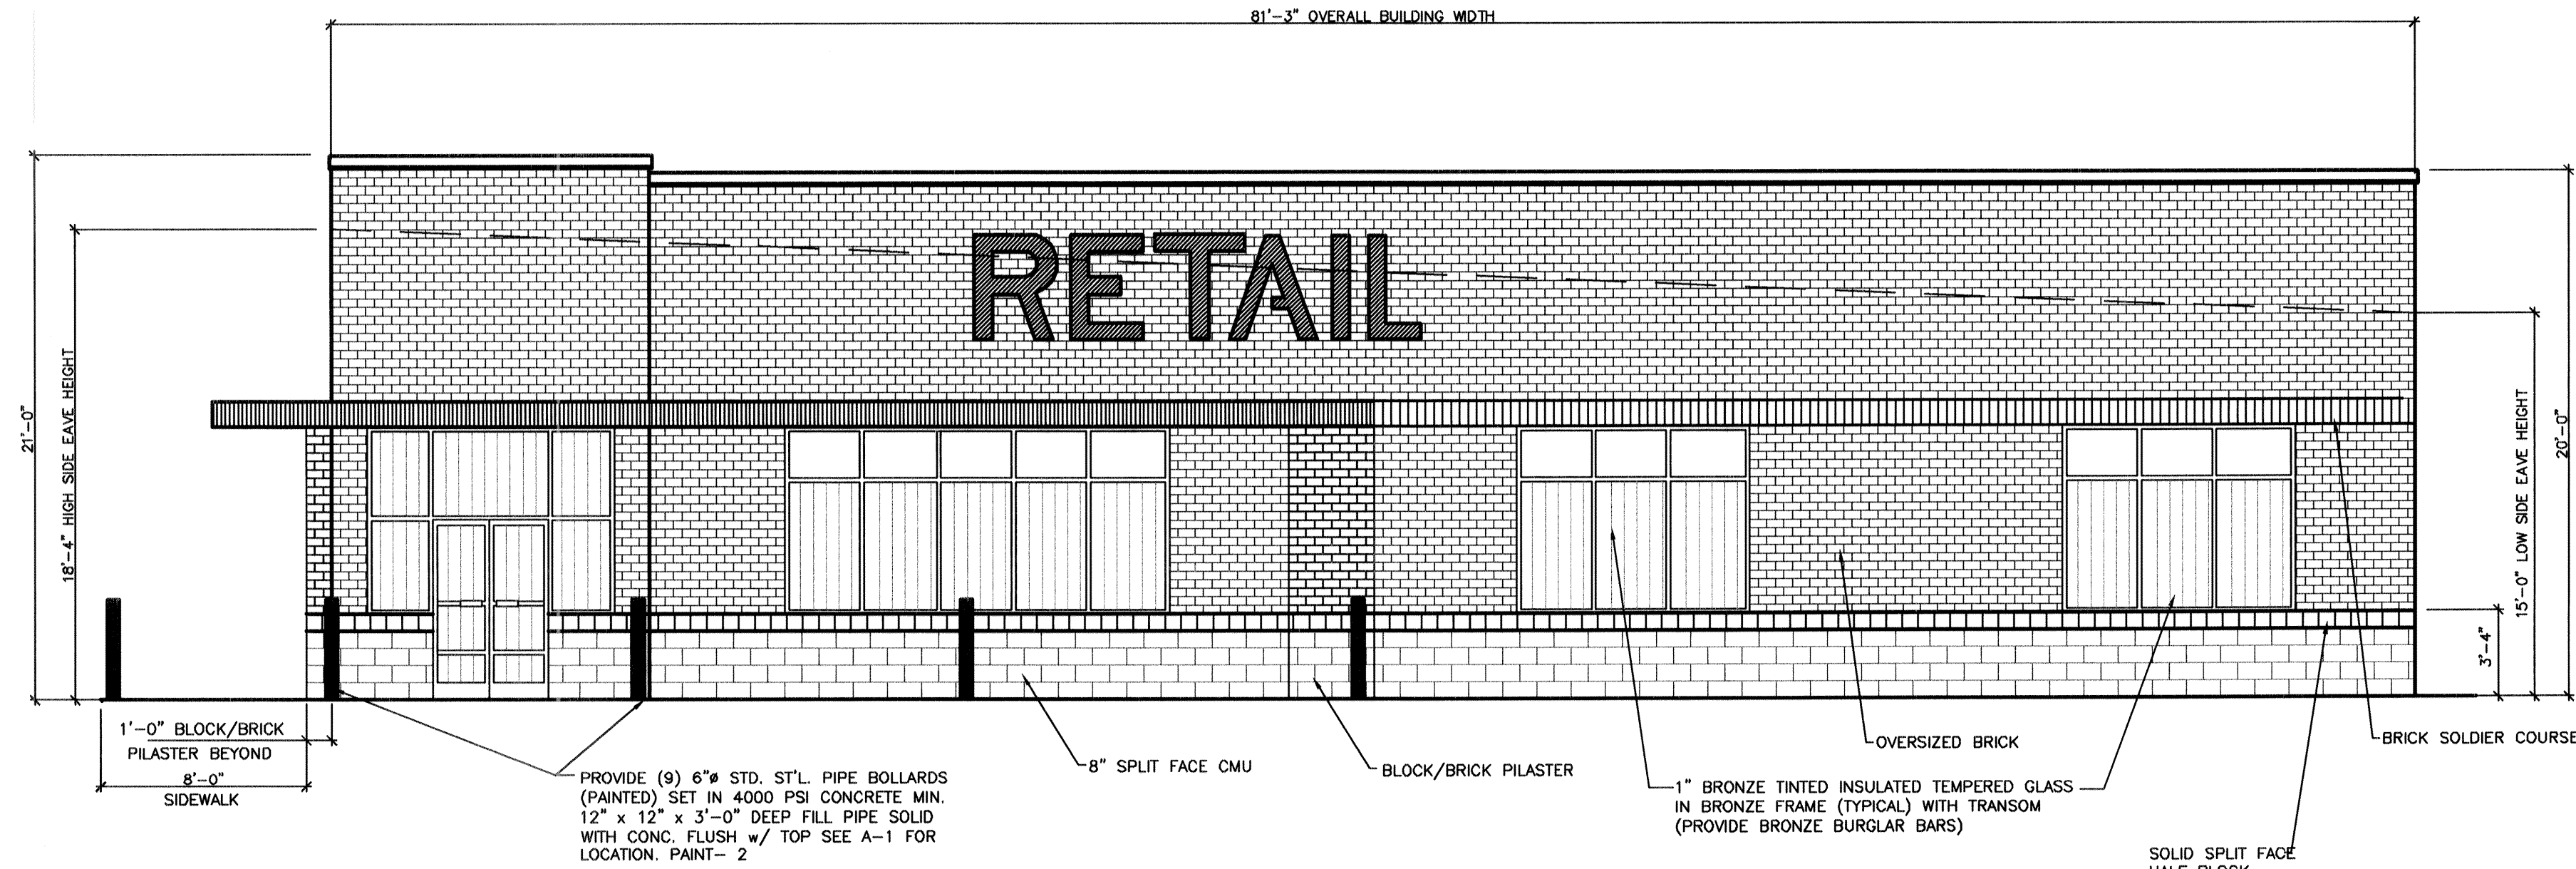 81'-3" OVERALL BUILDING WIDTH
RETAIL
21'-0"
18'-4" HIGH SIDE EAVE HEIGHT
15'-0" LOW SIDE EAVE HEIGHT
20'-0"
3'-4"
1'-0" BLOCK/BRICK
PILASTER BEYOND
8'-0"
SIDEWALK
PROVIDE (9) 6"ø STD. ST'L. PIPE BOLLARDS
(PAINTED) SET IN 4000 PSI CONCRETE MIN.
12" x 12" x 3'-0" DEEP FILL PIPE SOLID
WITH CONC. FLUSH w/ TOP SEE A-1 FOR
LOCATION. PAINT- 2
8" SPLIT FACE CMU
BLOCK/BRICK PILASTER
1" BRONZE TINTED INSULATED TEMPERED GLASS
IN BRONZE FRAME (TYPICAL) WITH TRANSOM
(PROVIDE BRONZE BURGLAR BARS)
OVERSIZED BRICK
BRICK SOLDIER COURSE
SOLID SPLIT FACE